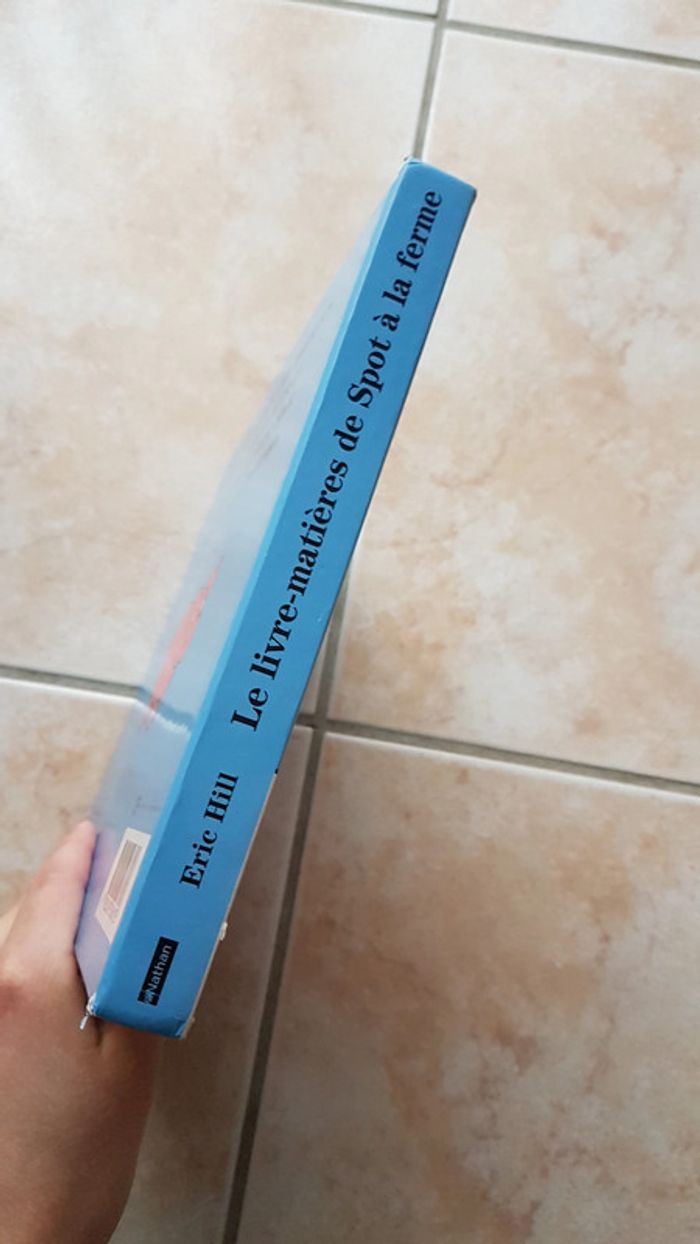 Nathan
Eric Hill
Le livre-matières de Spot à la ferme